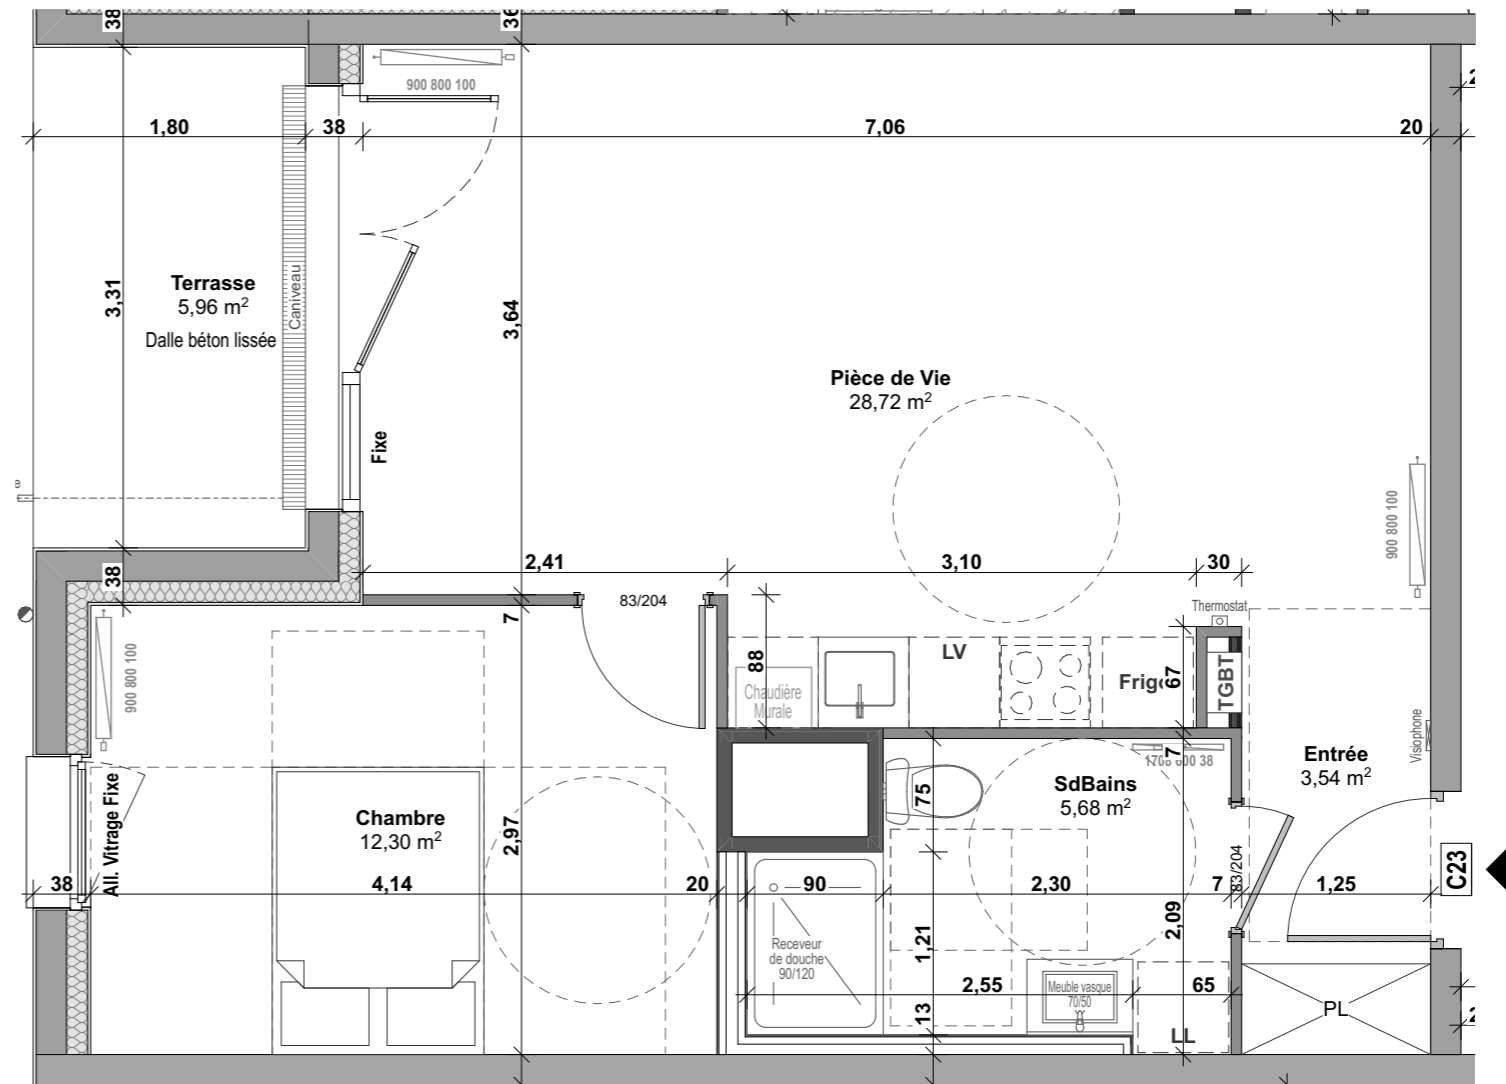 38
36
900 800 100
1,80
38
7,06
20
Terrasse
5,96 m²
Dalle béton lissée
Caniveau
3,31
3,64
Fixe
Pièce de Vie
28,72 m²
900 800 100
38
2,41
3,10
30
83/204
7
Thermostat
900 800 100
88
Chaudière
Murale
LV
Frigo
67
TGBT
Visiophone
Entrée
3,54 m²
7
SdBains
5,68 m²
75
All. Vitrage Fixe
Chambre
12,30 m²
2,97
38
4,14
20
90
2,30
7
83/204
1,25
C23
2,09
1,21
Receveur
de douche
90/120
2,55
Meuble vasque
70/50
65
13
LL
PL